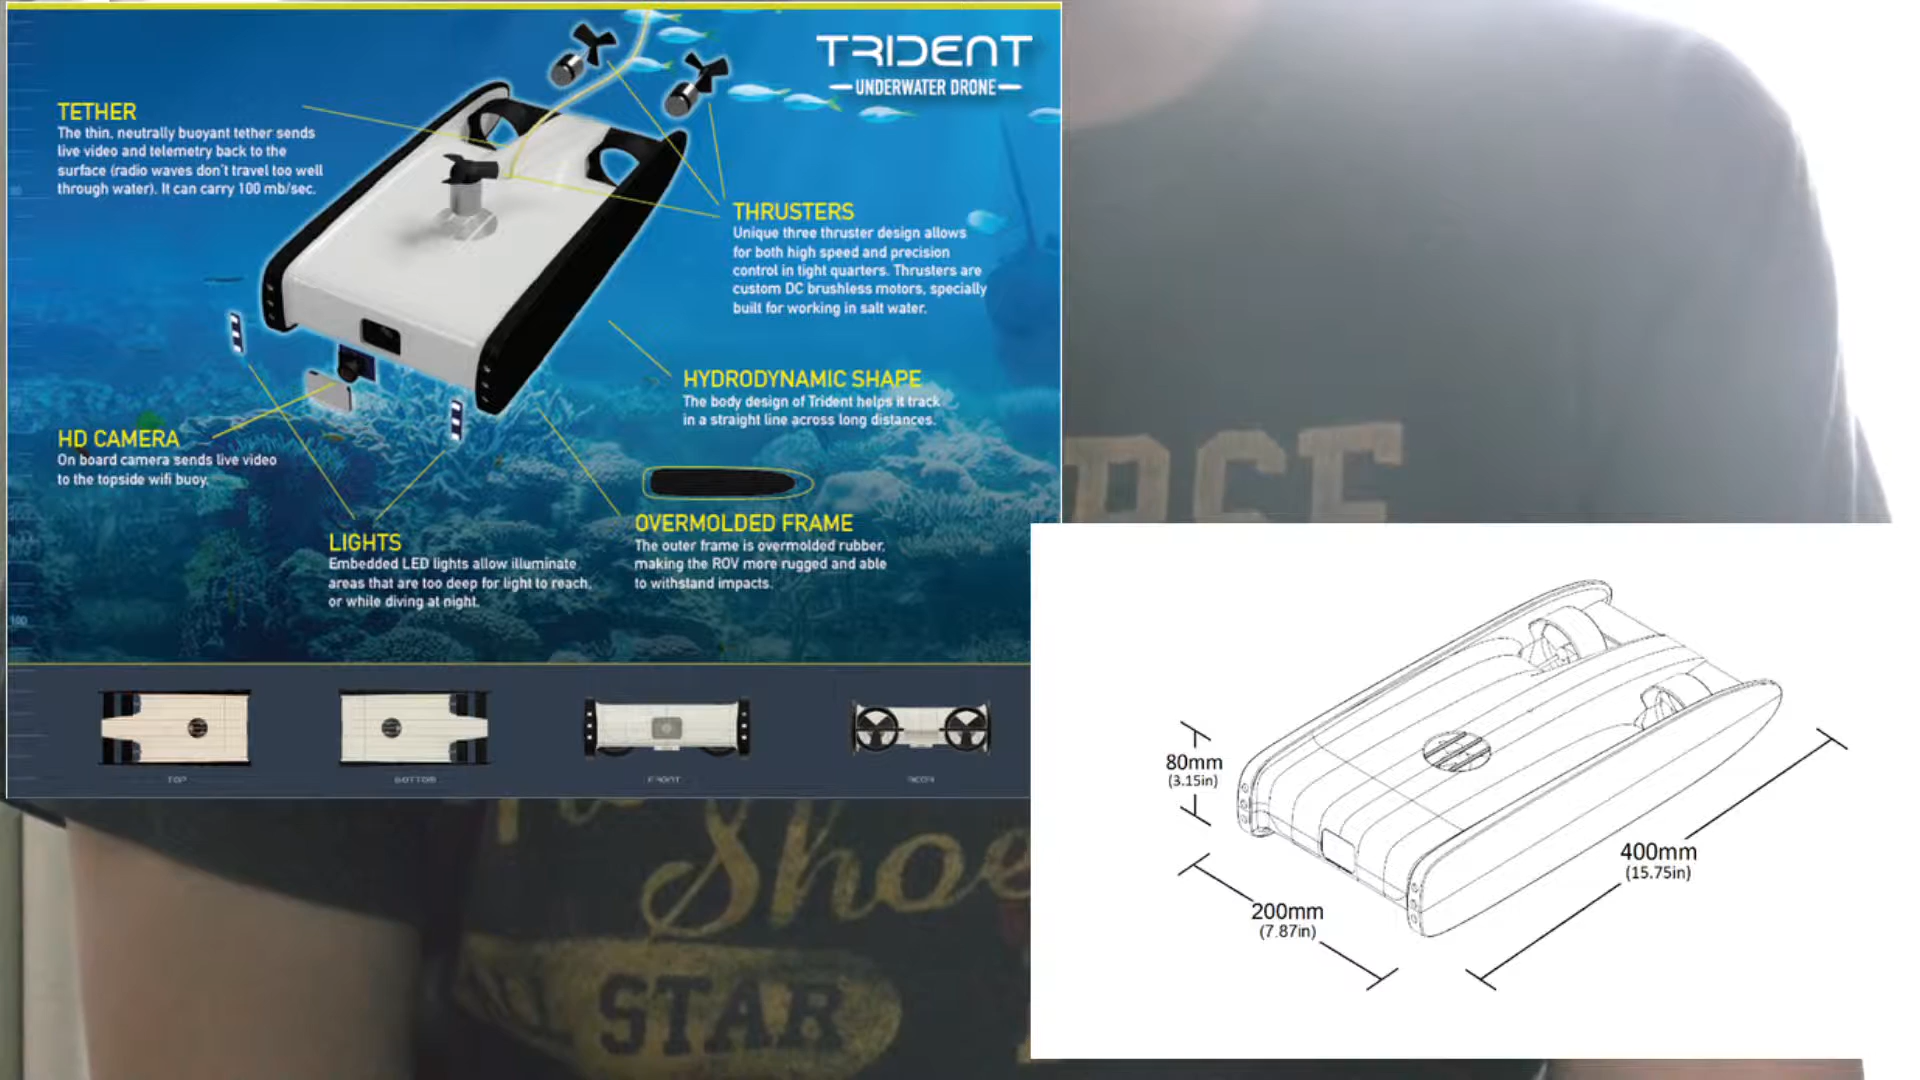 TRIDENT
UNDERWATER DRONE
TETHER
The thin, neutrally buoyant tether sends
live video and telemetry back to the
surface (radio waves don't travel too well
through water). It can carry 100 mb/sec.
THRUSTERS
Unique three thruster design allows
for both high speed and precision
control in tight quarters. Thrusters are
custom DC brushless motors, specially
built for working in salt water.
HYDRODYNAMIC SHAPE
The body design of Trident helps it track
in a straight line across long distances.
HD CAMERA
On board camera sends live video
to the topside wifi buoy.
OVERMOLDED FRAME
The outer frame is overmolded rubber,
making the ROV more rugged and able
to withstand impacts.
LIGHTS
Embedded LED lights allow illuminate
areas that are too deep for light to reach,
or while diving at night.
100
TOP
BOTTOM
FRONT
REAR
80mm
(3.15in)
200mm
(7.87in)
400mm
(15.75in)
Shoe
STAR